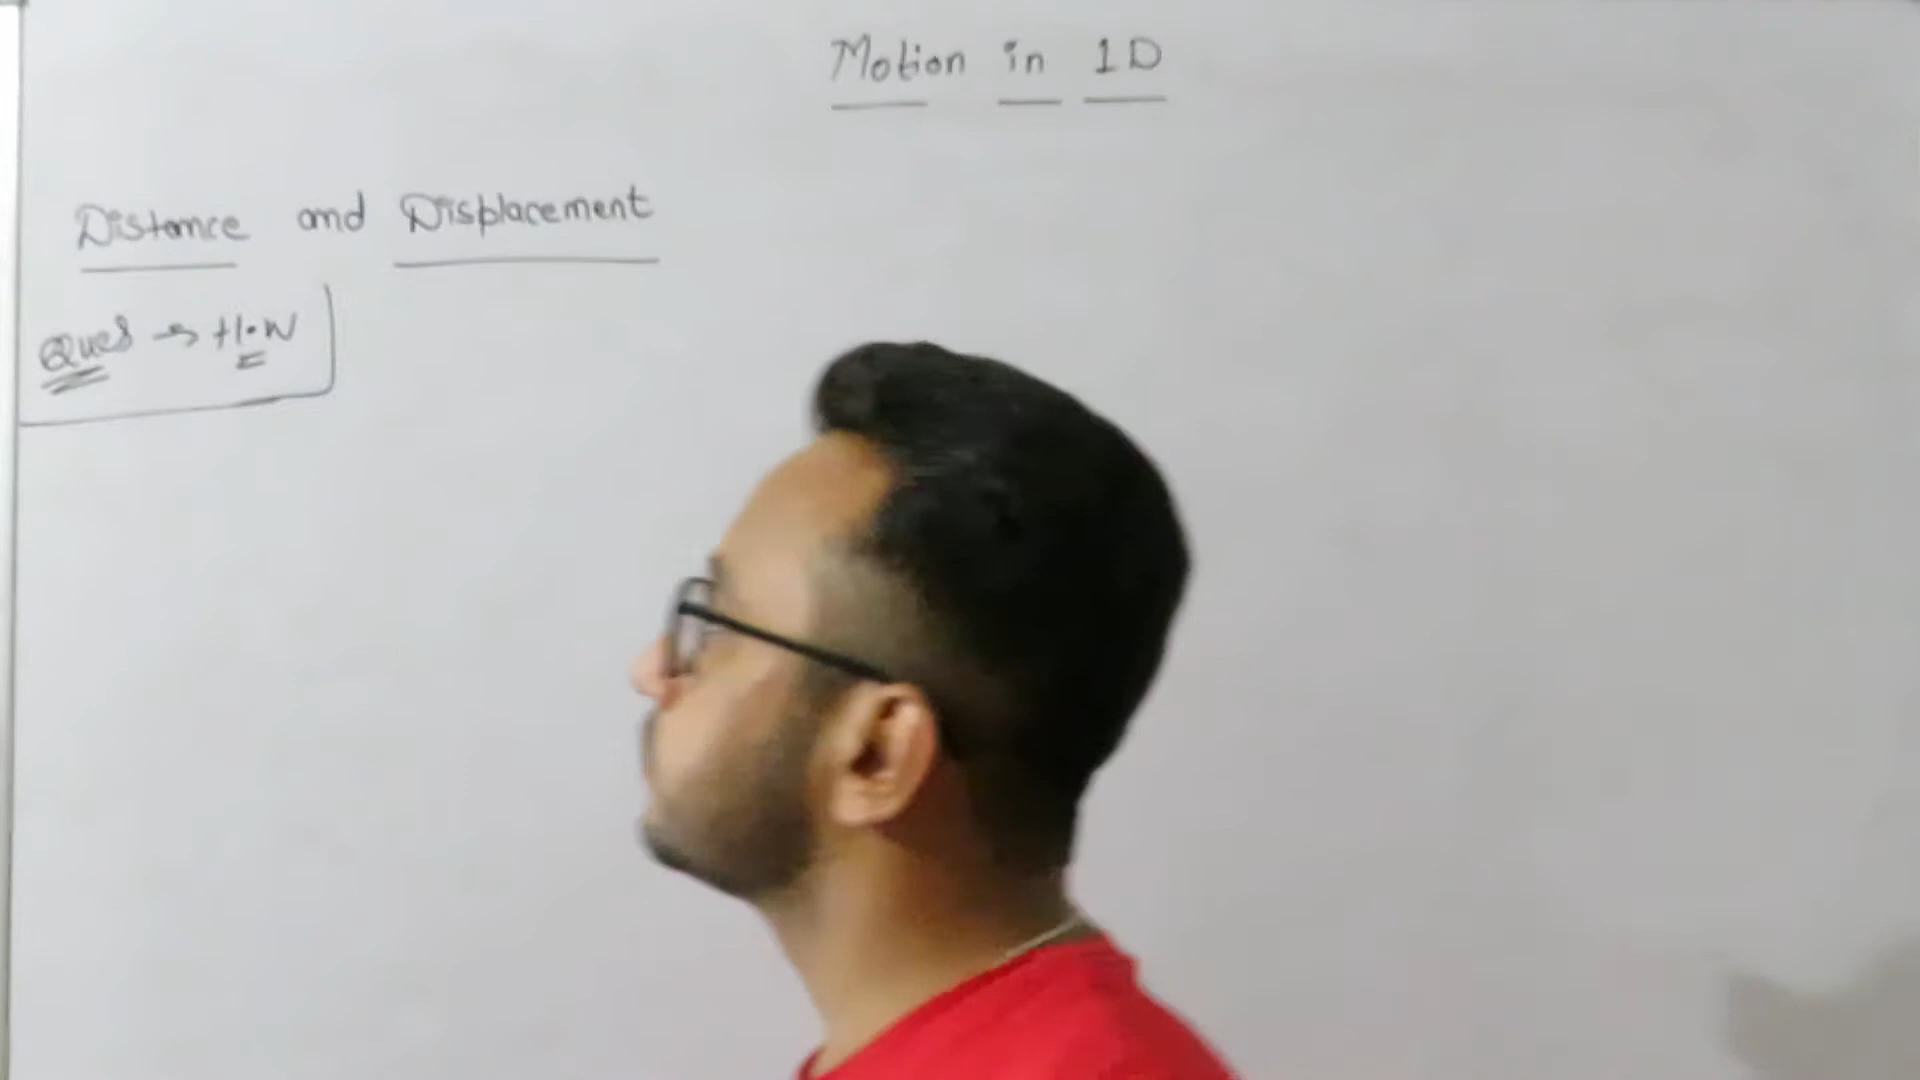 Motion in 1D
Distance and Displacement
Ques → H.W